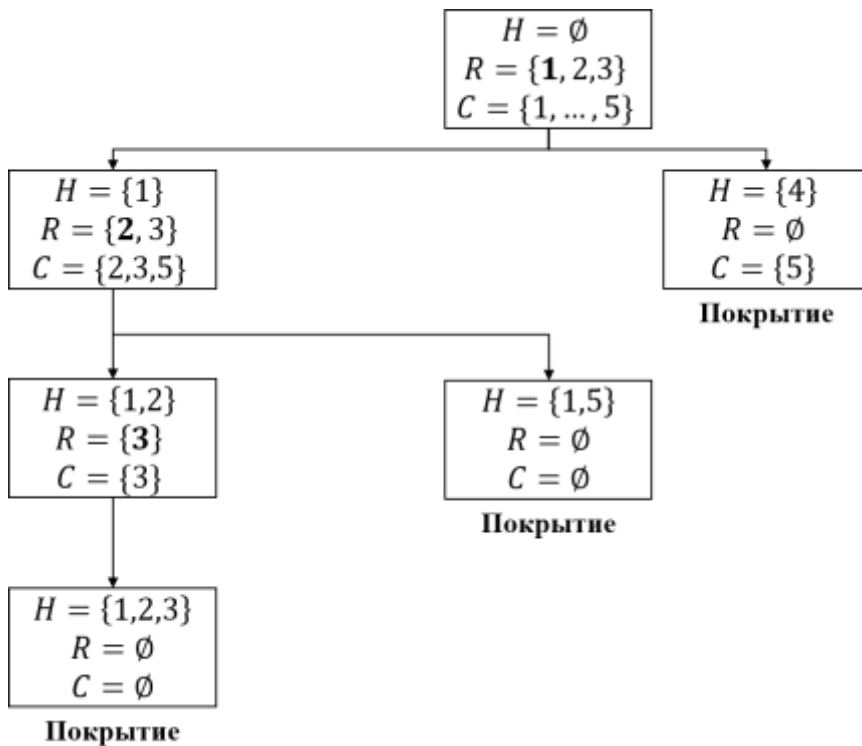 H = ∅
R = {1, 2,3}
C = {1, … , 5}
H = {1}
R = {2, 3}
C = {2,3,5}
H = {4}
R = ∅
C = {5}
Покрытие
H = {1,2}
R = {3}
C = {3}
H = {1,5}
R = ∅
C = ∅
Покрытие
H = {1,2,3}
R = ∅
C = ∅
Покрытие